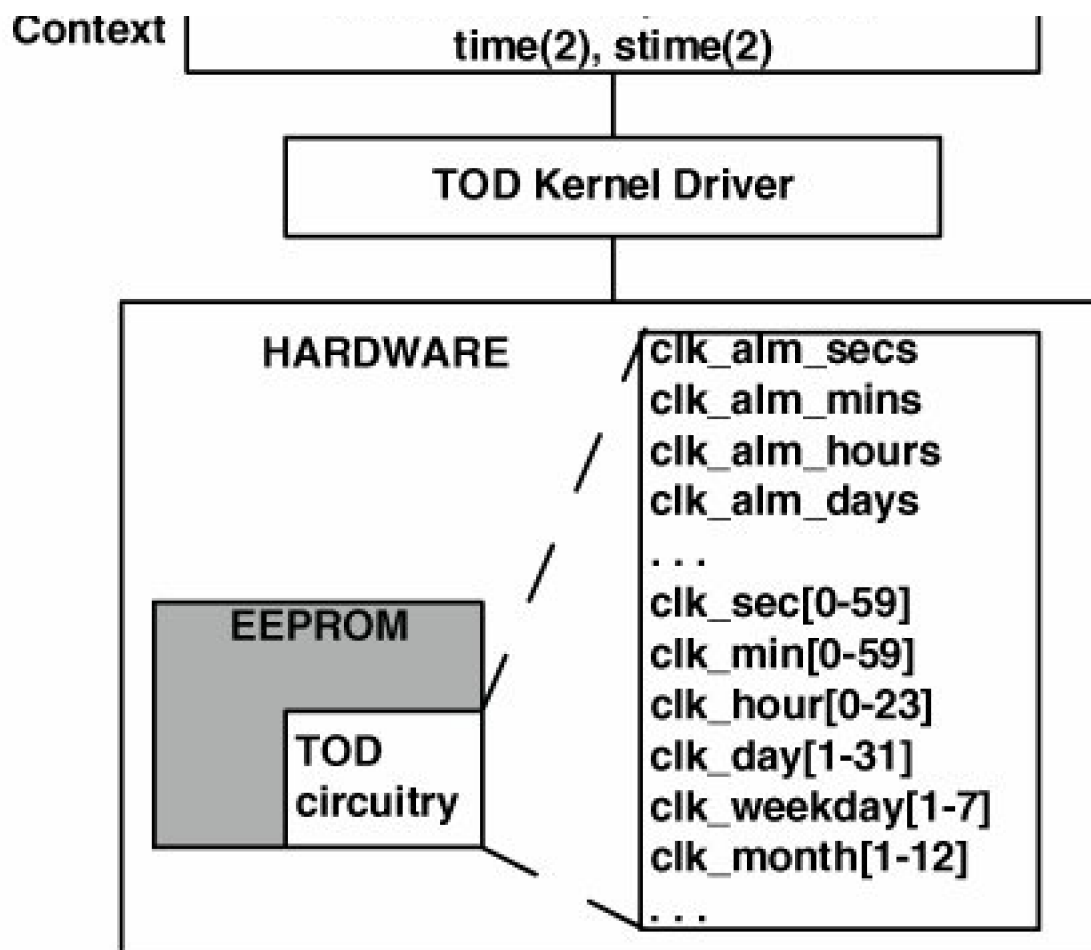 Context
time(2), stime(2)
TOD Kernel Driver
HARDWARE
clk_alm_secs
clk_alm_mins
clk_alm_hours
clk_alm_days
. . .
clk_sec[0-59]
clk_min[0-59]
clk_hour[0-23]
clk_day[1-31]
clk_weekday[1-7]
clk_month[1-12]
. . .
EEPROM
TOD
circuitry